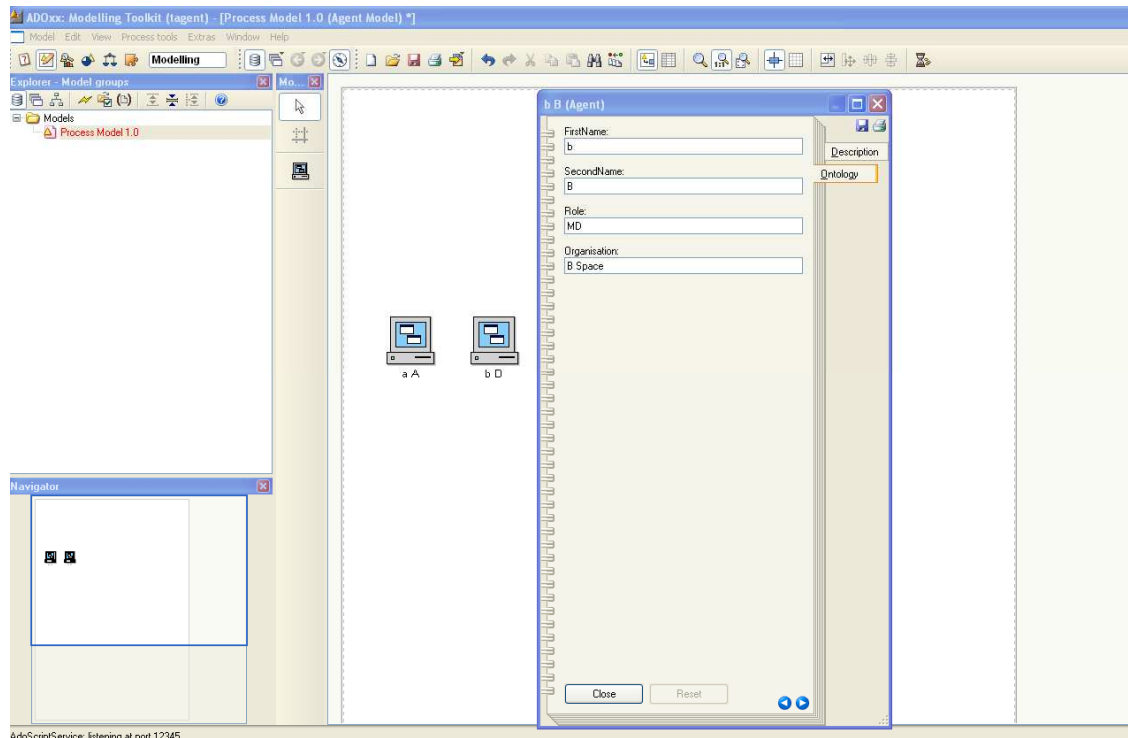 ADOxx: Modelling Toolkit (tagent) - [Process Model 1.0 (Agent Model) *]
Model Edit View Process tools Extras Window Help
Modelling
Explorer - Model groups
Mo...
Models
Process Model 1.0
b B (Agent)
FirstName:
b
Description
SecondName:
Ontology
B
Role:
MD
Organisation:
B Space
a A
b D
Navigator
Close
Reset
AdoScriptService: listening at port 12345